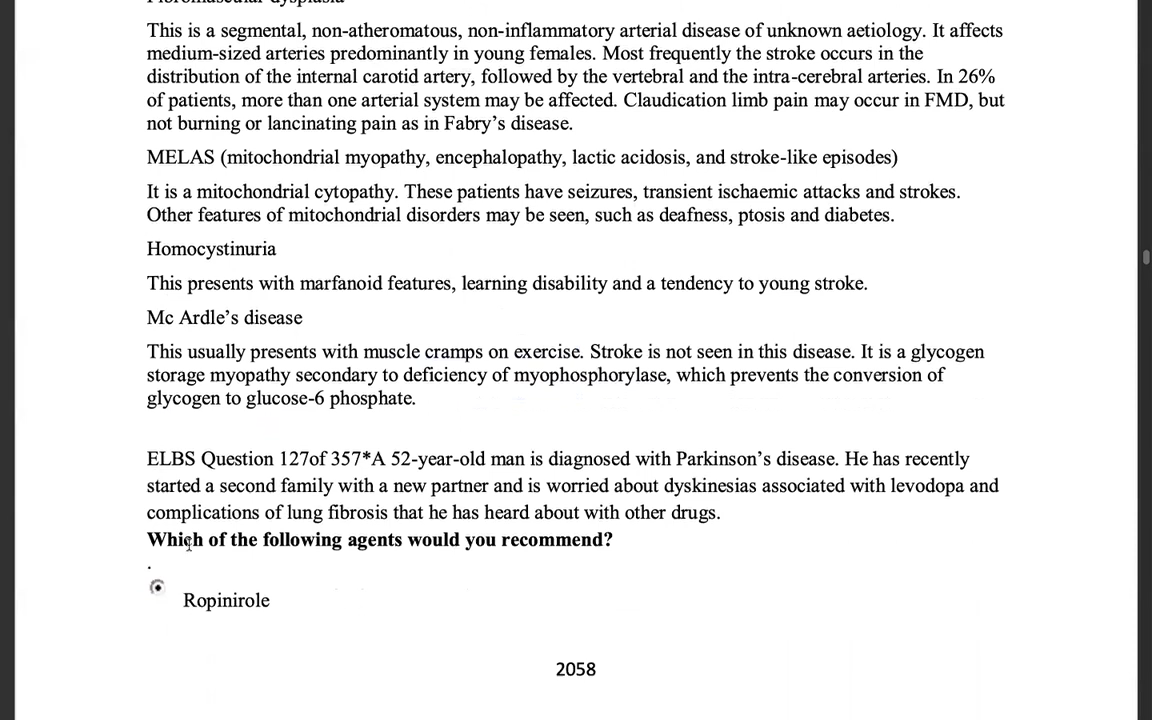 Fibromuscular dysplasia
This is a segmental, non-atheromatous, non-inflammatory arterial disease of unknown aetiology. It affects
medium-sized arteries predominantly in young females. Most frequently the stroke occurs in the
distribution of the internal carotid artery, followed by the vertebral and the intra-cerebral arteries. In 26%
of patients, more than one arterial system may be affected. Claudication limb pain may occur in FMD, but
not burning or lancinating pain as in Fabry’s disease.
MELAS (mitochondrial myopathy, encephalopathy, lactic acidosis, and stroke-like episodes)
It is a mitochondrial cytopathy. These patients have seizures, transient ischaemic attacks and strokes.
Other features of mitochondrial disorders may be seen, such as deafness, ptosis and diabetes.
Homocystinuria
This presents with marfanoid features, learning disability and a tendency to young stroke.
Mc Ardle’s disease
This usually presents with muscle cramps on exercise. Stroke is not seen in this disease. It is a glycogen
storage myopathy secondary to deficiency of myophosphorylase, which prevents the conversion of
glycogen to glucose-6 phosphate.
ELBS Question 127of 357*A 52-year-old man is diagnosed with Parkinson’s disease. He has recently
started a second family with a new partner and is worried about dyskinesias associated with levodopa and
complications of lung fibrosis that he has heard about with other drugs.
Which of the following agents would you recommend?
.
Ropinirole
2058